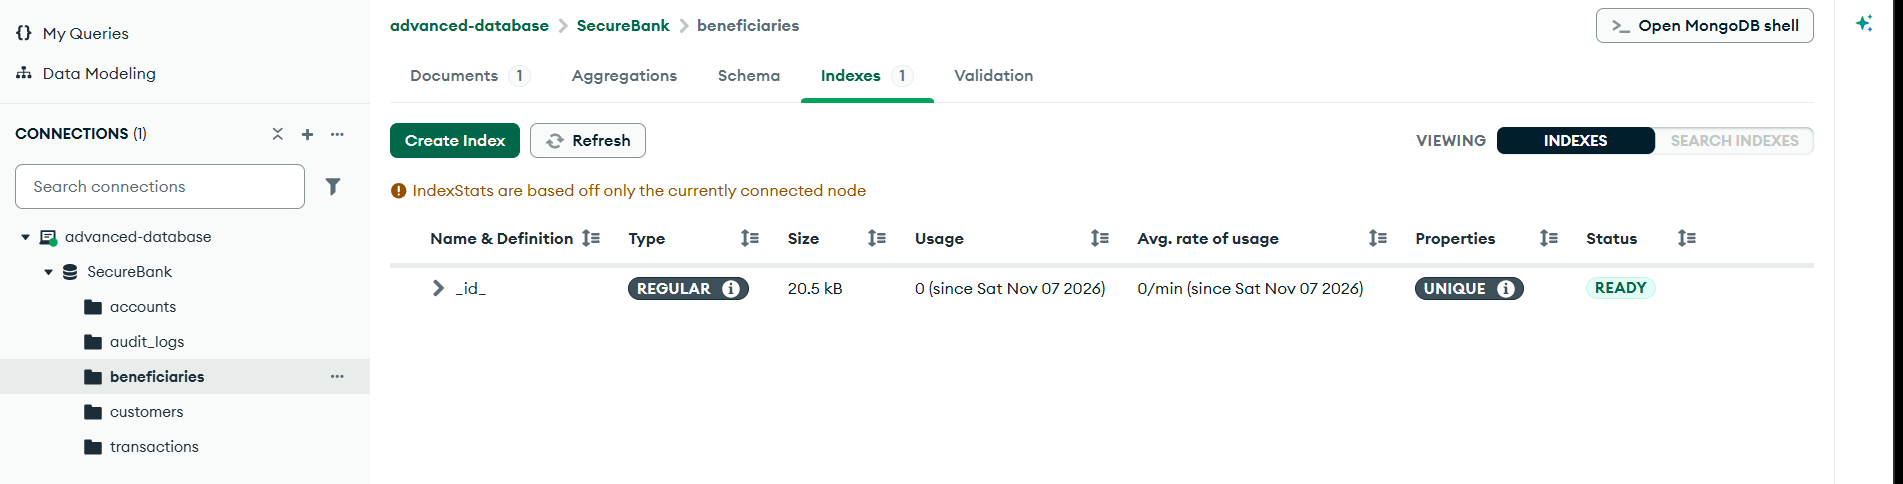 My Queries
Data Modeling
CONNECTIONS (1)
Search connections
advanced-database
SecureBank
accounts
audit_logs
beneficiaries
customers
transactions
advanced-database SecureBank beneficiaries
Open MongoDB shell
Documents 1 Aggregations Schema Indexes 1 Validation
Create Index Refresh
VIEWING INDEXES SEARCH INDEXES
IndexStats are based off only the currently connected node
Name & Definition Type Size Usage Avg. rate of usage Properties Status
_id_ REGULAR 20.5 kB 0 (since Sat Nov 07 2026) 0/min (since Sat Nov 07 2026) UNIQUE READY